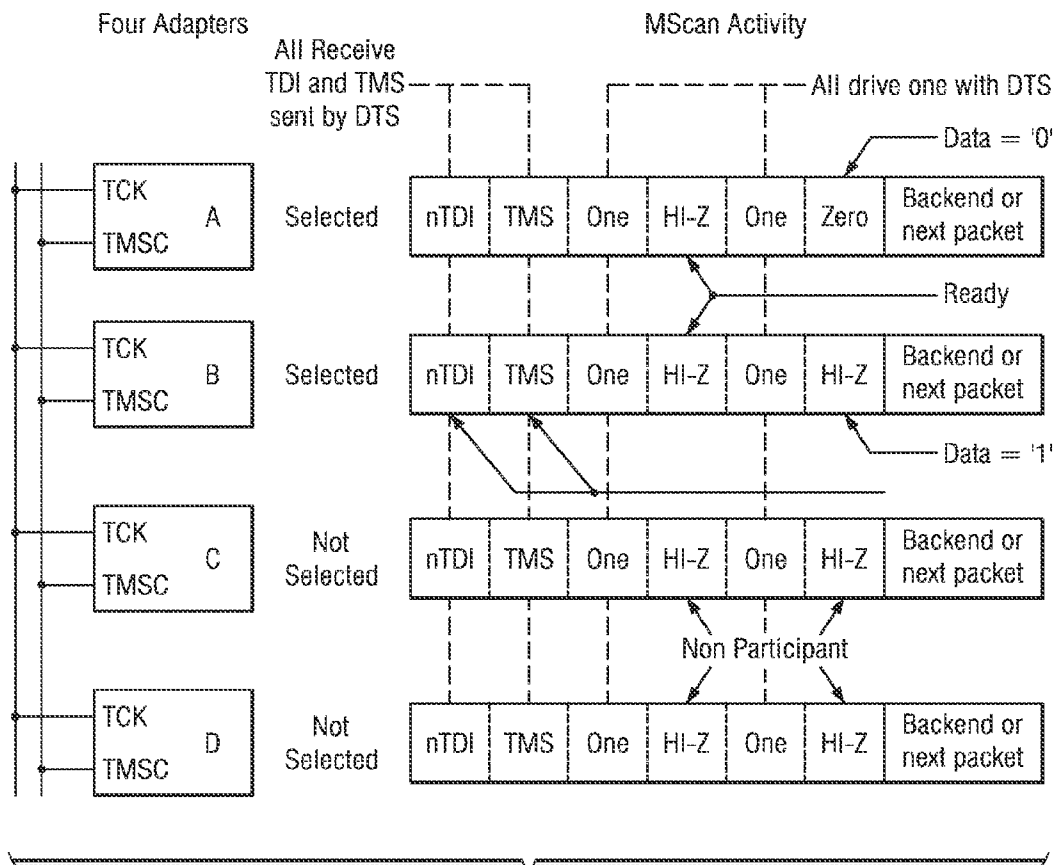 Four Adapters
MScan Activity
All Receive
TDI and TMS
sent by DTS
All drive one with DTS
Data = '0'
TCK
A
TMSC
Selected
nTDI TMS One HI-Z One Zero
Backend or
next packet
Ready
TCK
B
TMSC
Selected
nTDI TMS One HI-Z One HI-Z
Backend or
next packet
Data = '1'
TCK
C
TMSC
Not
Selected
nTDI TMS One HI-Z One HI-Z
Backend or
next packet
Non Participant
TCK
D
TMSC
Not
Selected
nTDI TMS One HI-Z One HI-Z
Backend or
next packet